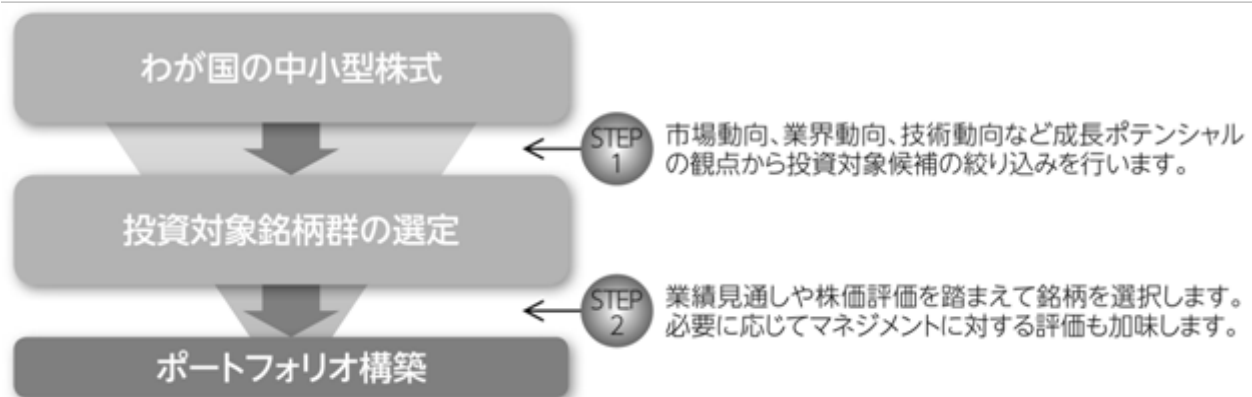 わが国の中小型株式
STEP
1
市場動向、業界動向、技術動向など成長ポテンシャル
の観点から投資対象候補の絞り込みを行います。
投資対象銘柄群の選定
STEP
2
業績見通しや株価評価を踏まえて銘柄を選択します。
必要に応じてマネジメントに対する評価も加味します。
ポートフォリオ構築